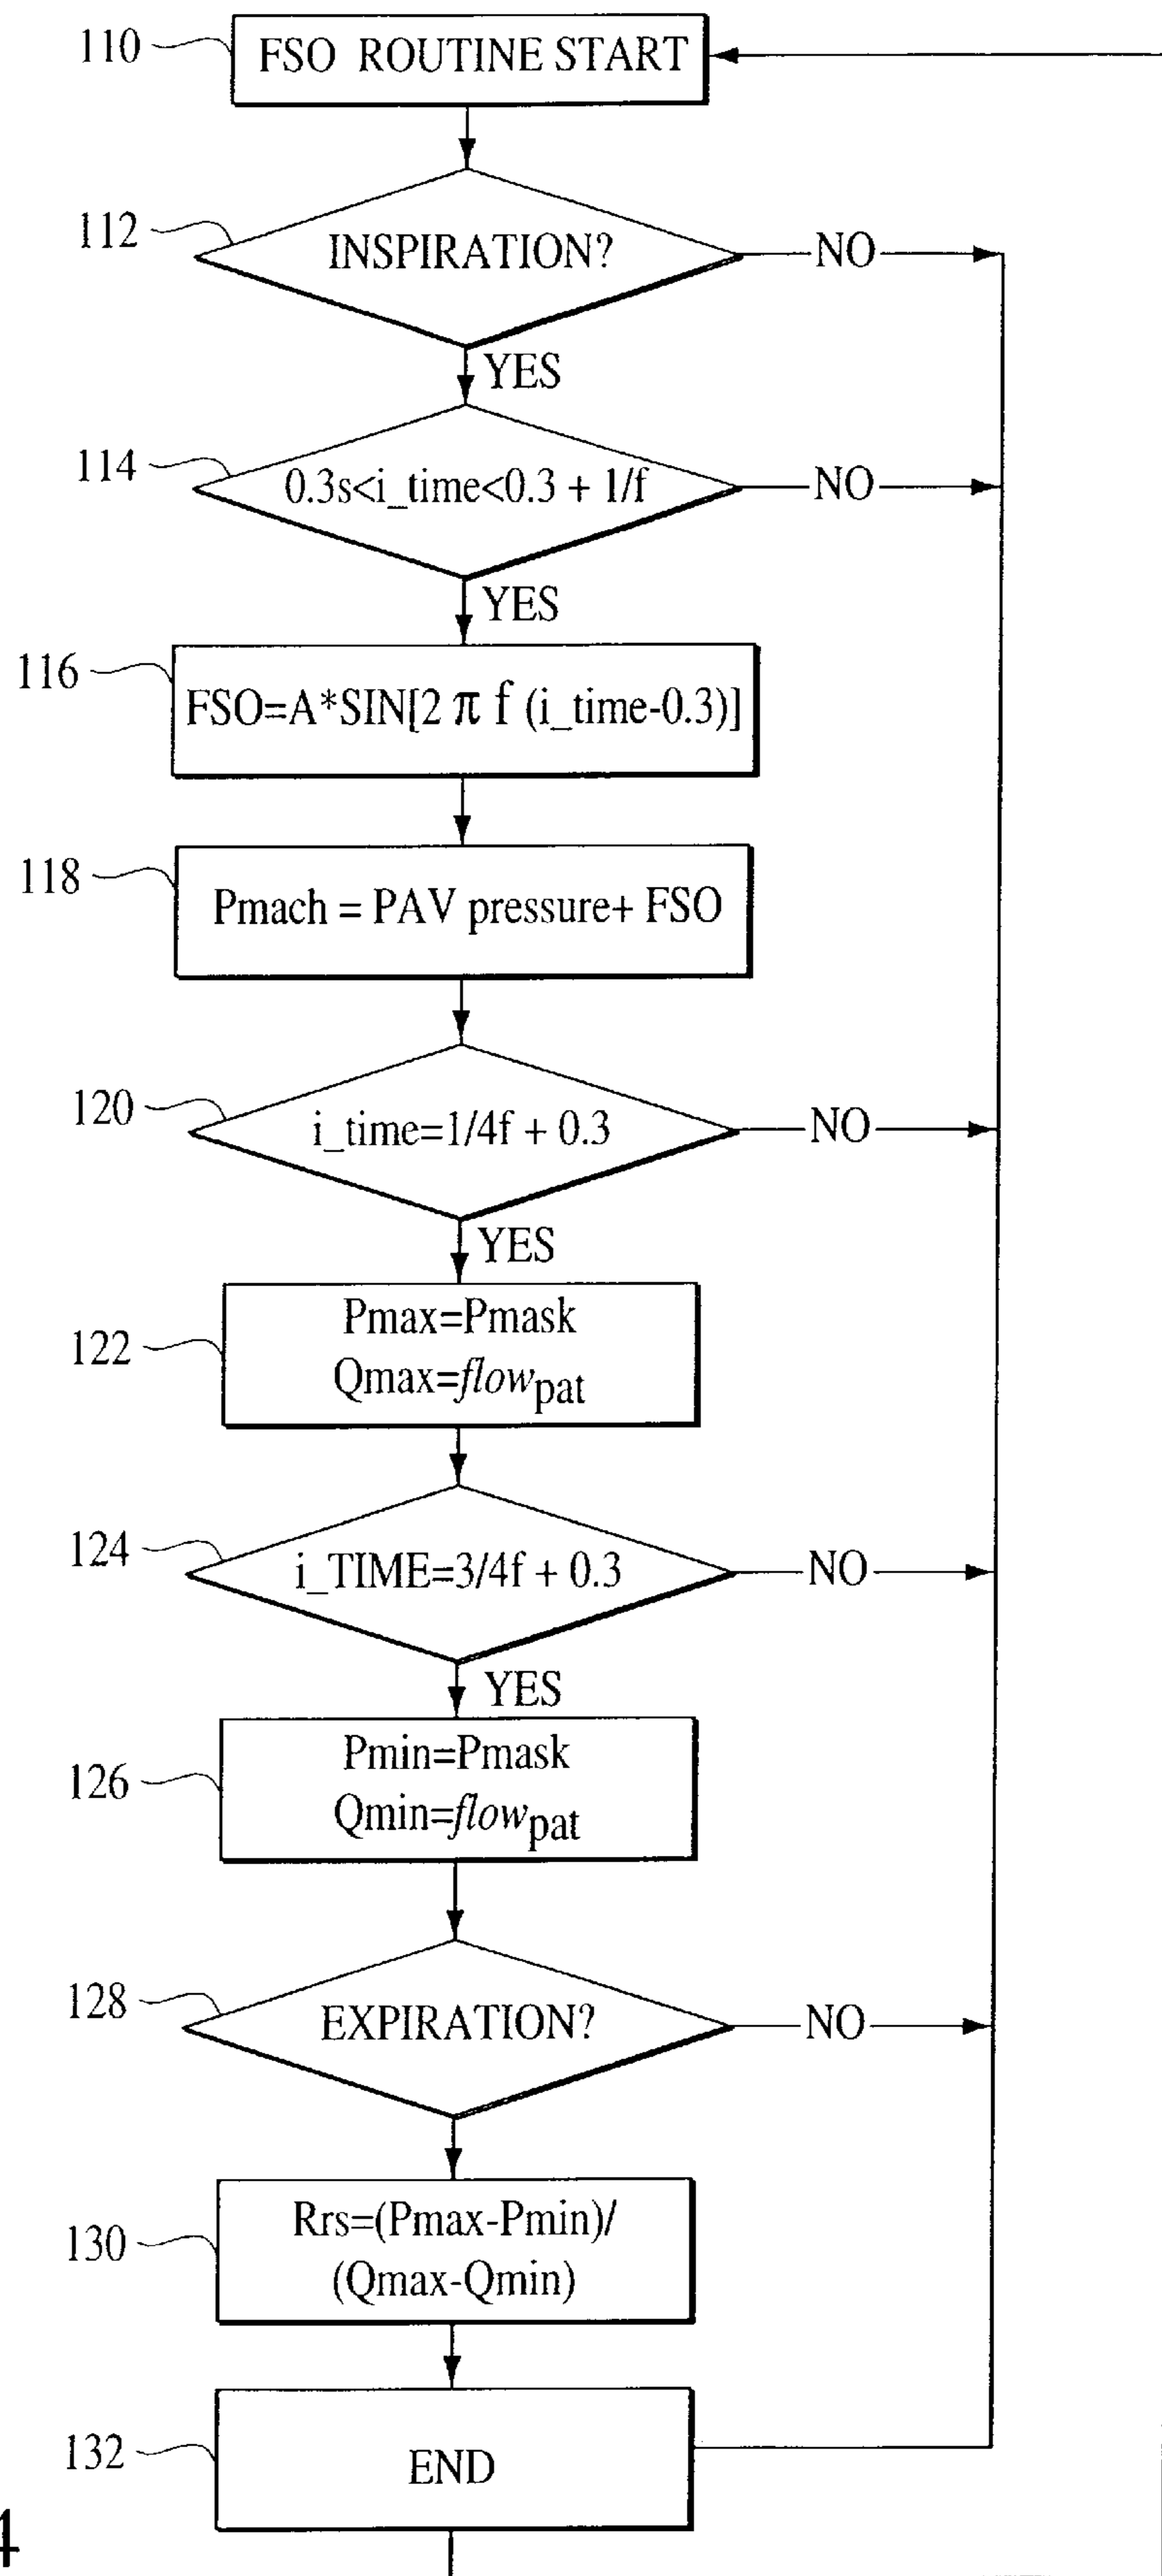 110
FSO ROUTINE START
112
INSPIRATION?
NO
YES
114
0.3s<i_time<0.3 + 1/f
NO
YES
116
FSO=A*SIN[2 π f (i_time-0.3)]
118
Pmach = PAV pressure+ FSO
120
i_time=1/4f + 0.3
NO
YES
122
Pmax=Pmask
Qmax=flowpat
124
i_TIME=3/4f + 0.3
NO
YES
126
Pmin=Pmask
Qmin=flowpat
128
EXPIRATION?
NO
130
Rrs=(Pmax-Pmin)/
(Qmax-Qmin)
132
END
4